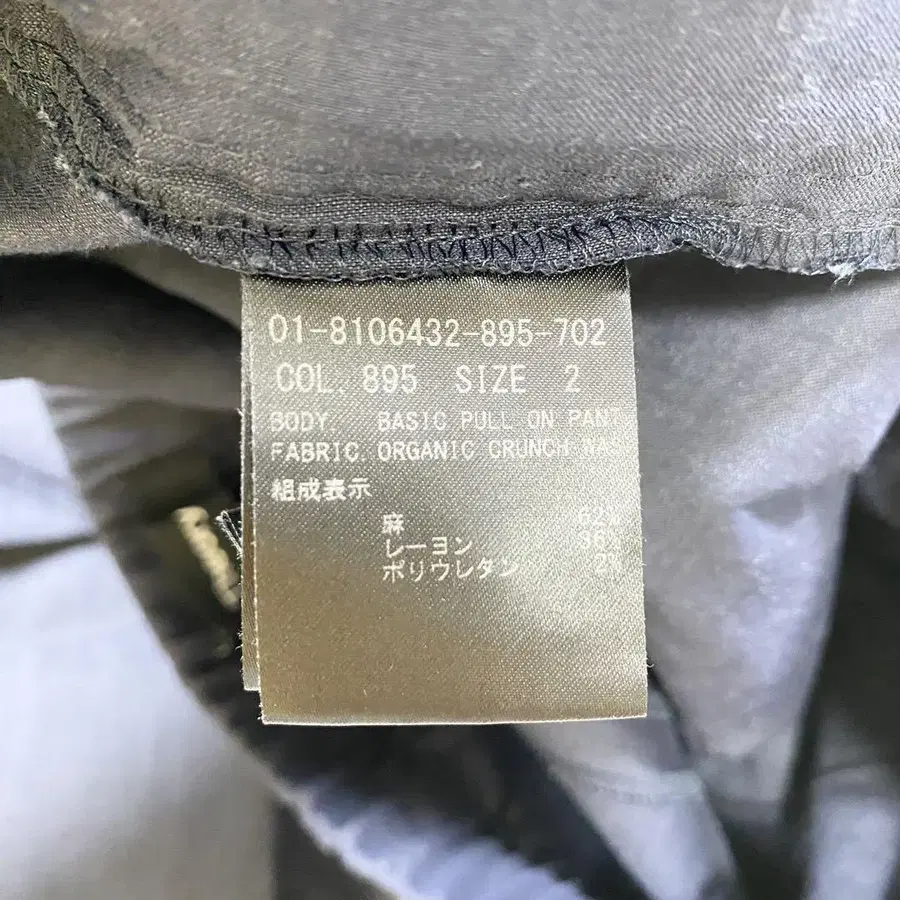 01-8106432-895-702
COL. 895 SIZE 2
BODY. BASIC PULL ON PANT
FABRIC. ORGANIC CRUNCH
組成表示
麻
レーヨン
ポリウレタン